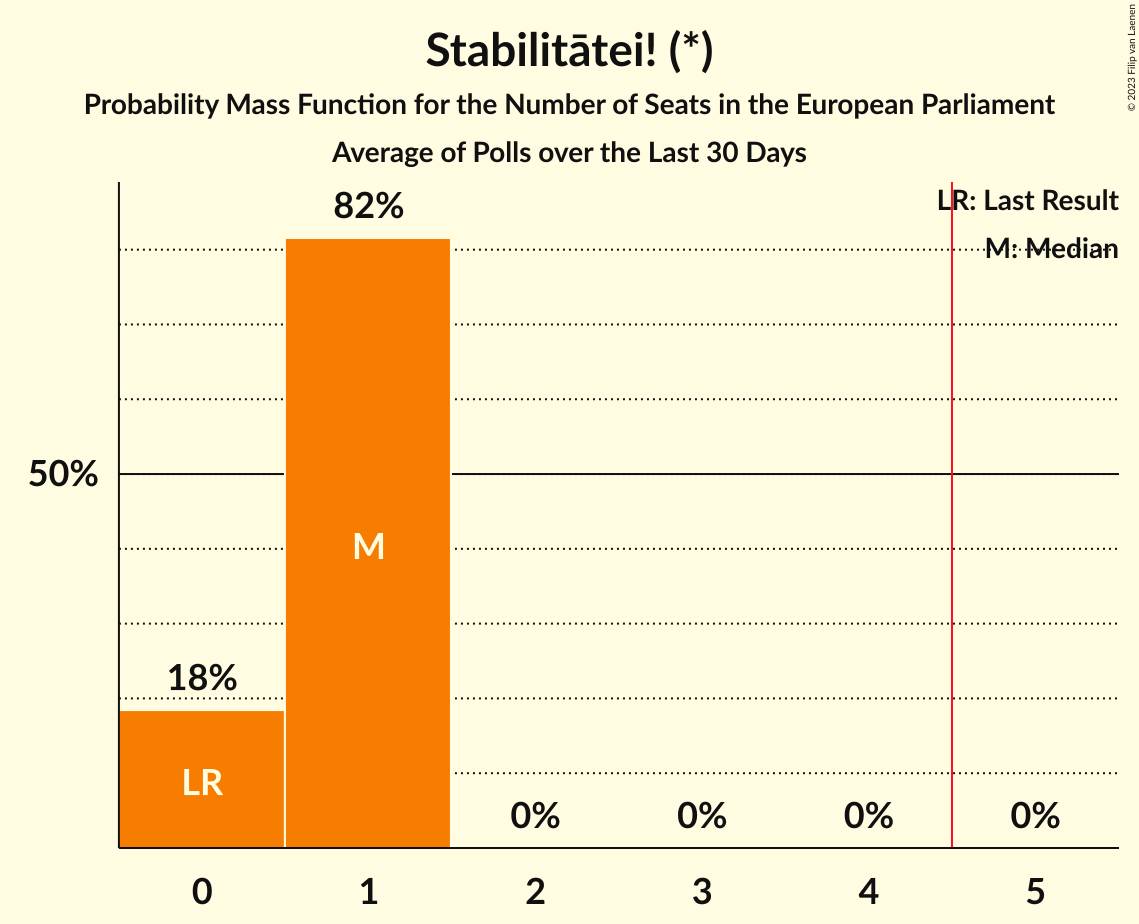 Stabilitātei! (*)
Probability Mass Function for the Number of Seats in the European Parliament
Average of Polls over the Last 30 Days
© 2023 Filip van Laenen
LR: Last Result
M: Median
82%
50%
M
18%
LR
0% 0% 0% 0%
0 1 2 3 4 5